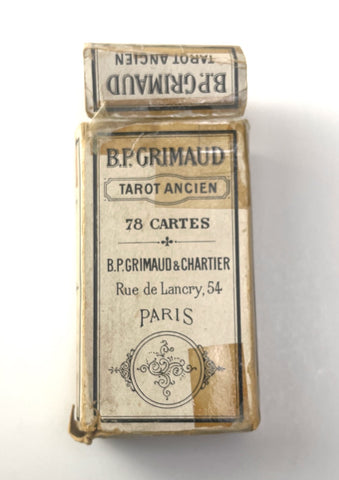 B.P.GRIMAUD
TAROT ANCIEN
B.P.GRIMAUD
TAROT ANCIEN
78 CARTES
B.P.GRIMAUD & CHARTIER
Rue de Lancry, 54
PARIS